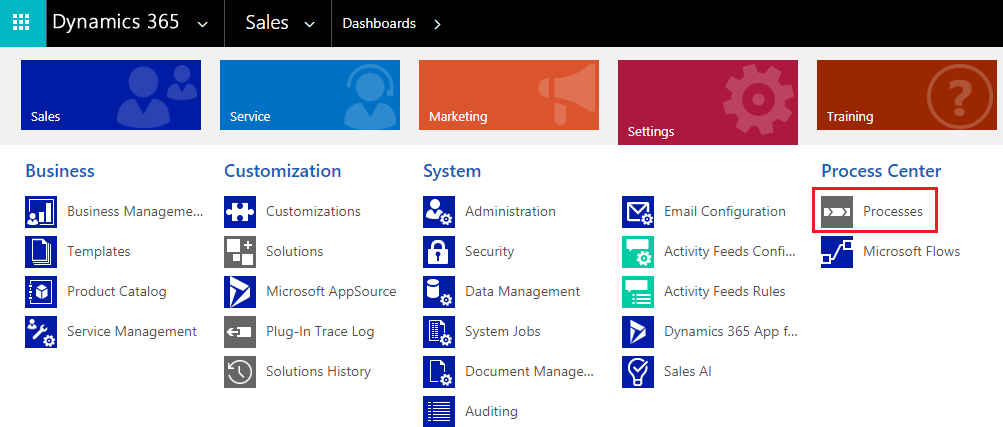 Dynamics 365 Sales Dashboards
Sales Service Marketing Settings Training
Business
Business Manageme...
Templates
Product Catalog
Service Management
Customization
Customizations
Solutions
Microsoft AppSource
Plug-In Trace Log
Solutions History
System
Administration
Security
Data Management
System Jobs
Document Manage...
Auditing
Email Configuration
Activity Feeds Confi...
Activity Feeds Rules
Dynamics 365 App f...
Sales AI
Process Center
Processes
Microsoft Flows